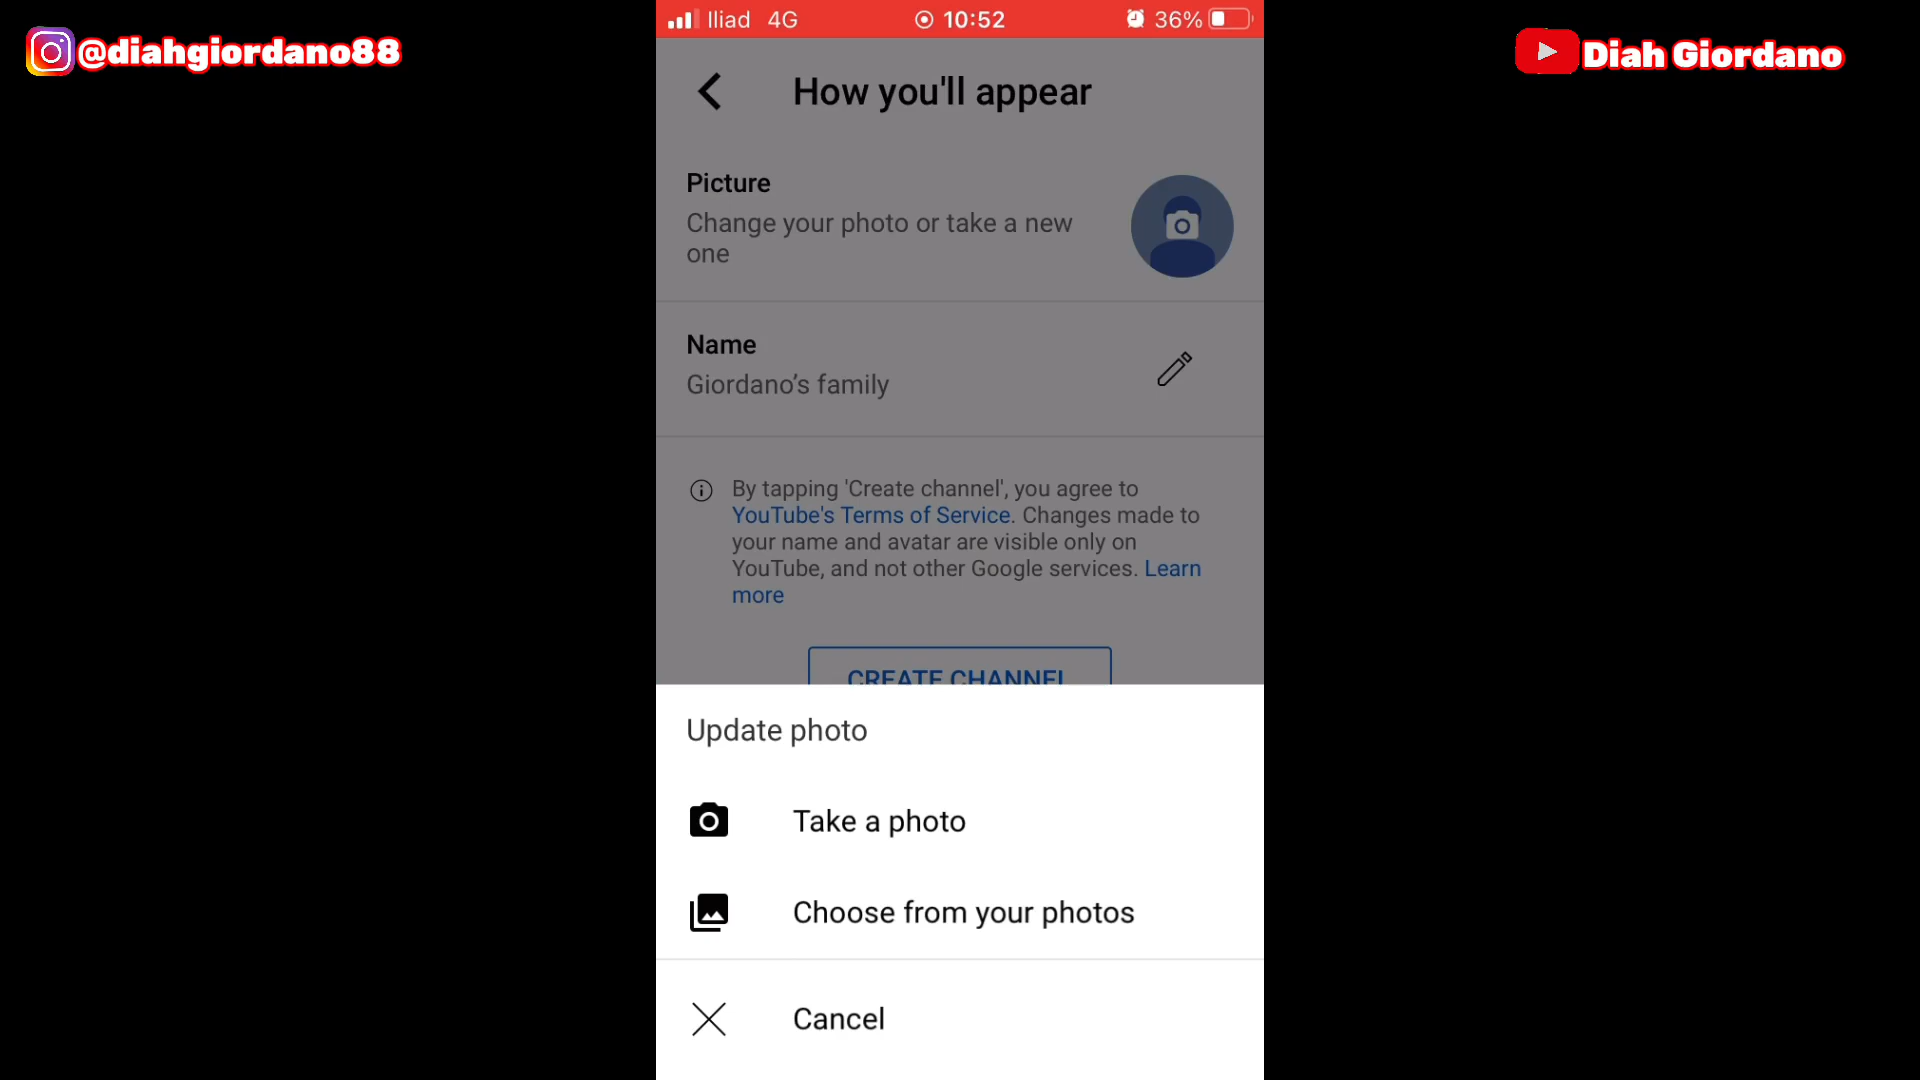 @diahgiordano88
Diah Giordano
Iliad 4G 10:52 36%
How you'll appear
Picture
Change your photo or take a new
one
Name
Giordano’s family
By tapping 'Create channel', you agree to
YouTube's Terms of Service. Changes made to
your name and avatar are visible only on
YouTube, and not other Google services. Learn
more
CREATE CHANNEL
Update photo
Take a photo
Choose from your photos
Cancel